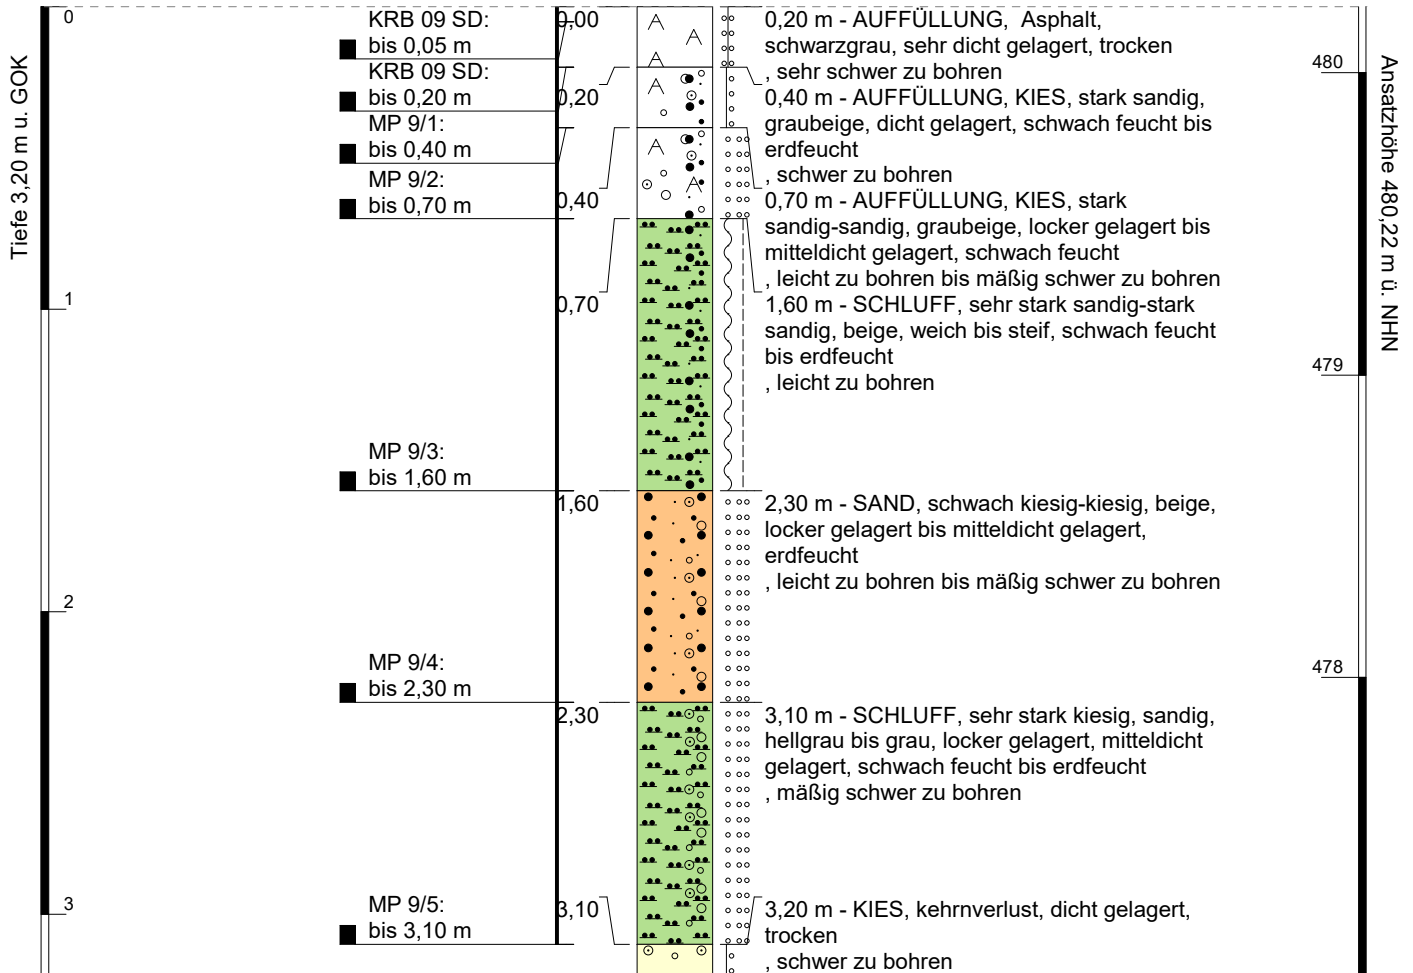 Tiefe 3,20 m u. GOK
0
1
2
3
KRB 09 SD:
bis 0,05 m
KRB 09 SD:
bis 0,20 m
MP 9/1:
bis 0,40 m
MP 9/2:
bis 0,70 m
MP 9/3:
bis 1,60 m
MP 9/4:
bis 2,30 m
MP 9/5:
bis 3,10 m
0,00
0,20
0,40
0,70
1,60
2,30
3,10
0,20 m - AUFFÜLLUNG, Asphalt,
schwarzgrau, sehr dicht gelagert, trocken
, sehr schwer zu bohren
0,40 m - AUFFÜLLUNG, KIES, stark sandig,
graubeige, dicht gelagert, schwach feucht bis
erdfeucht
, schwer zu bohren
0,70 m - AUFFÜLLUNG, KIES, stark
sandig-sandig, graubeige, locker gelagert bis
mitteldicht gelagert, schwach feucht
, leicht zu bohren bis mäßig schwer zu bohren
1,60 m - SCHLUFF, sehr stark sandig-stark
sandig, beige, weich bis steif, schwach feucht
bis erdfeucht
, leicht zu bohren
2,30 m - SAND, schwach kiesig-kiesig, beige,
locker gelagert bis mitteldicht gelagert,
erdfeucht
, leicht zu bohren bis mäßig schwer zu bohren
3,10 m - SCHLUFF, sehr stark kiesig, sandig,
hellgrau bis grau, locker gelagert, mitteldicht
gelagert, schwach feucht bis erdfeucht
, mäßig schwer zu bohren
3,20 m - KIES, kehrnverlust, dicht gelagert,
trocken
, schwer zu bohren
480
479
478
Ansatzhöhe 480,22 m ü. NHN